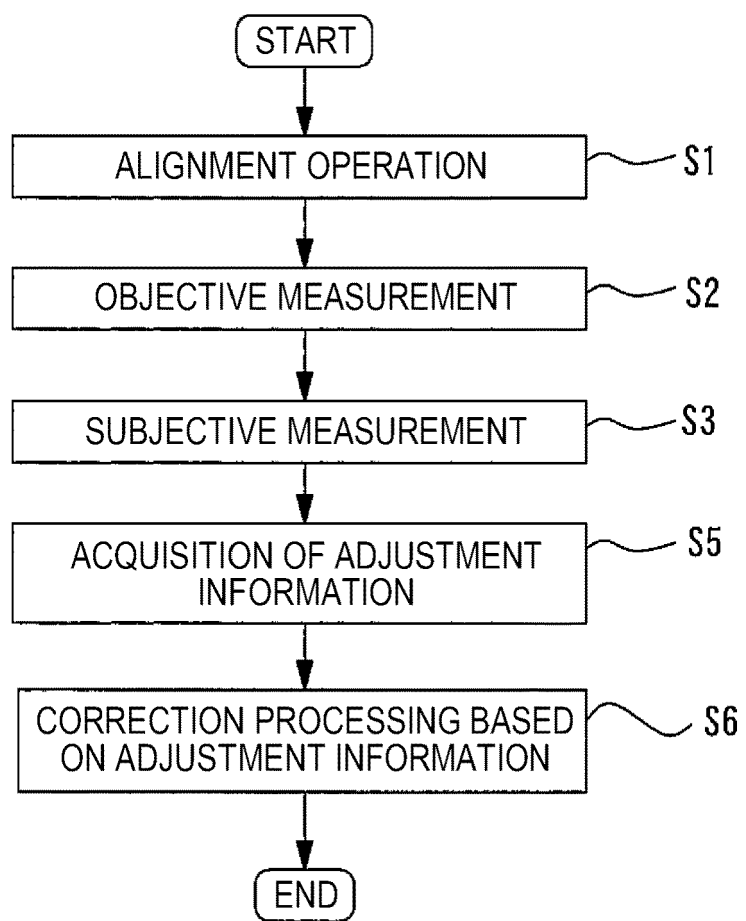 START
ALIGNMENT OPERATION
S1
OBJECTIVE MEASUREMENT
S2
SUBJECTIVE MEASUREMENT
S3
ACQUISITION OF ADJUSTMENT
INFORMATION
S5
CORRECTION PROCESSING BASED
ON ADJUSTMENT INFORMATION
S6
END